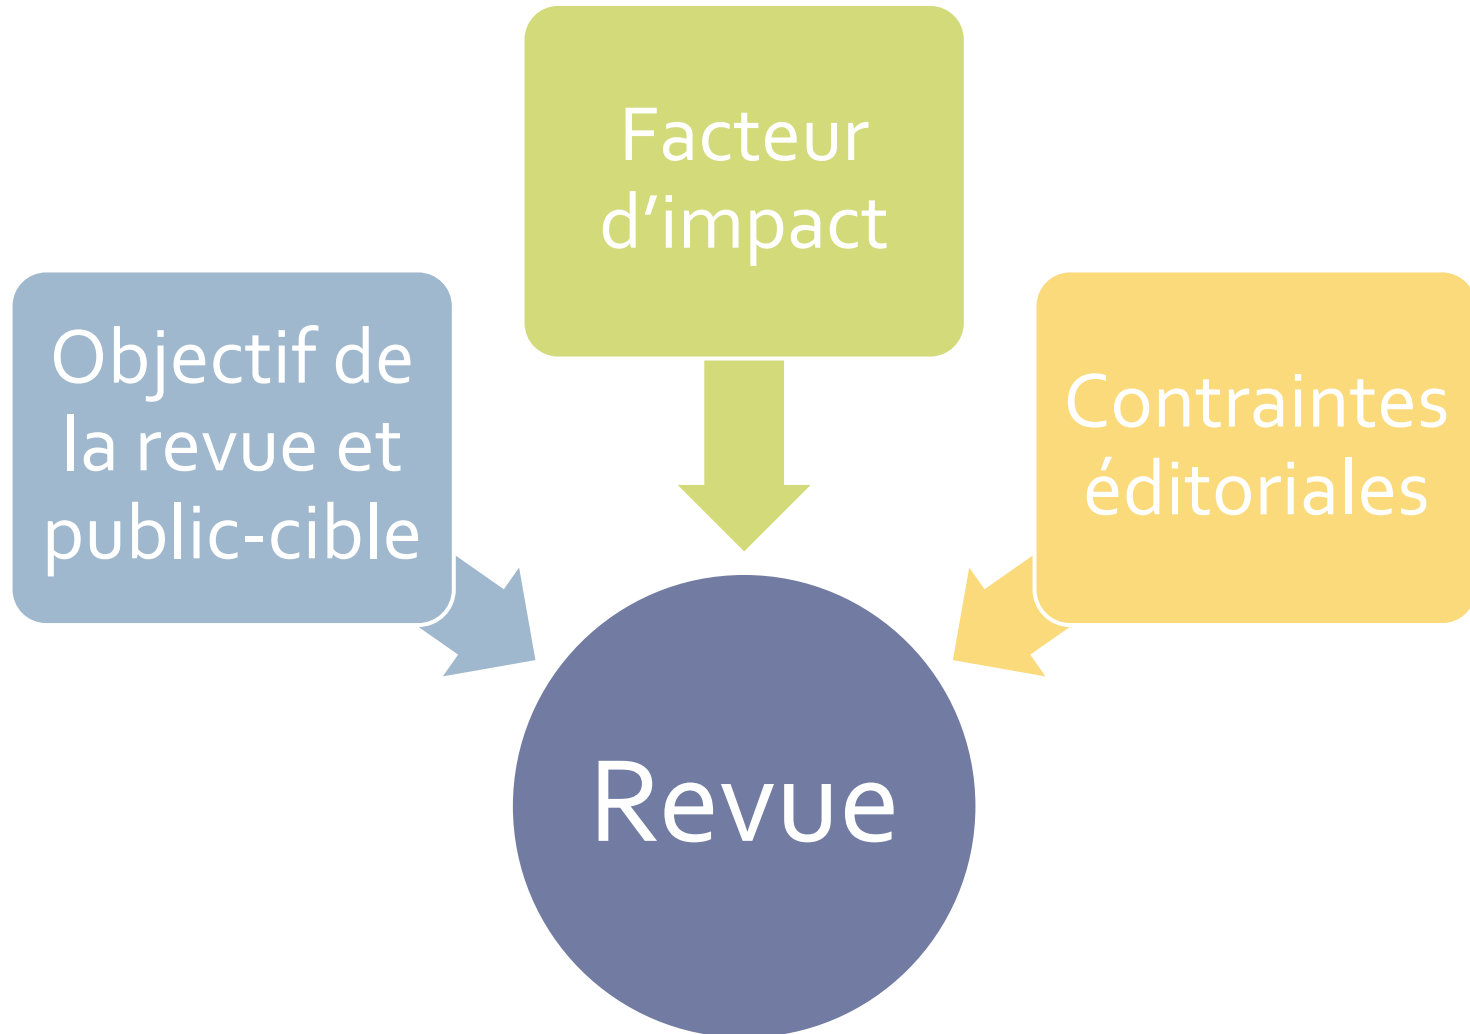 Facteur
d’impact
Objectif de
la revue et
public-cible
Contraintes
éditoriales
Revue